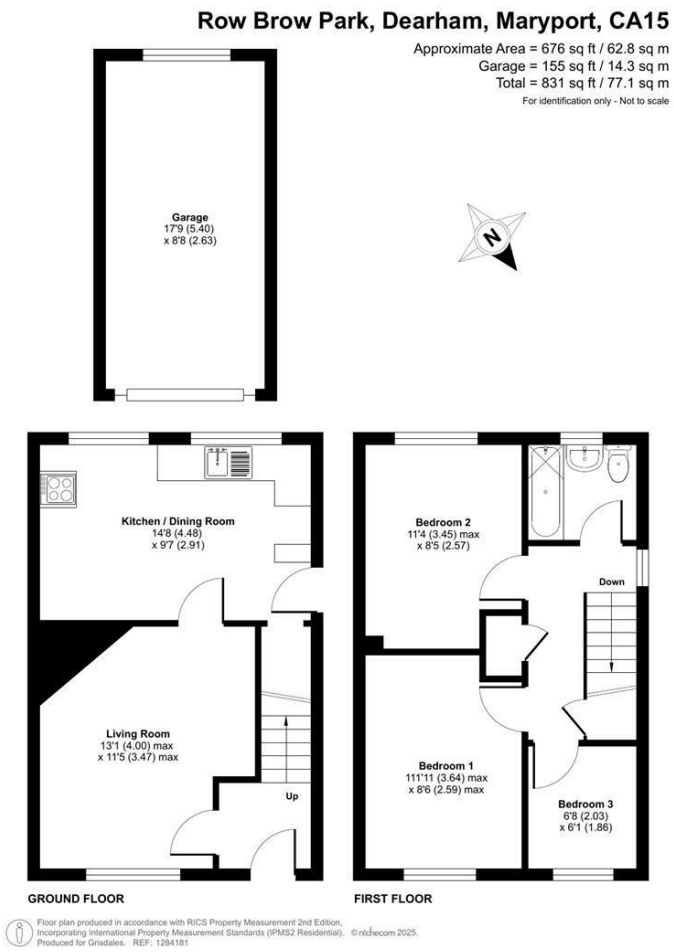 Row Brow Park, Dearham, Maryport, CA15
Approximate Area = 676 sq ft / 62.8 sq m
Garage = 155 sq ft / 14.3 sq m
Total = 831 sq ft / 77.1 sq m
For identification only - Not to scale
Garage
17'9 (5.40)
x 8'8 (2.63)
N
Kitchen / Dining Room
14'8 (4.48)
x 9'7 (2.91)
Bedroom 2
11'4 (3.45) max
x 8'5 (2.57)
Down
Living Room
13'1 (4.00) max
x 11'5 (3.47) max
Up
Bedroom 1
111'11 (3.64) max
x 8'6 (2.59) max
Bedroom 3
6'8 (2.03)
x 6'1 (1.86)
GROUND FLOOR
FIRST FLOOR
Floor plan produced in accordance with RICS Property Measurement 2nd Edition,
Incorporating International Property Measurement Standards (IPMS2 Residential). © nichecom 2025.
Produced for Grisdales. REF: 1284181